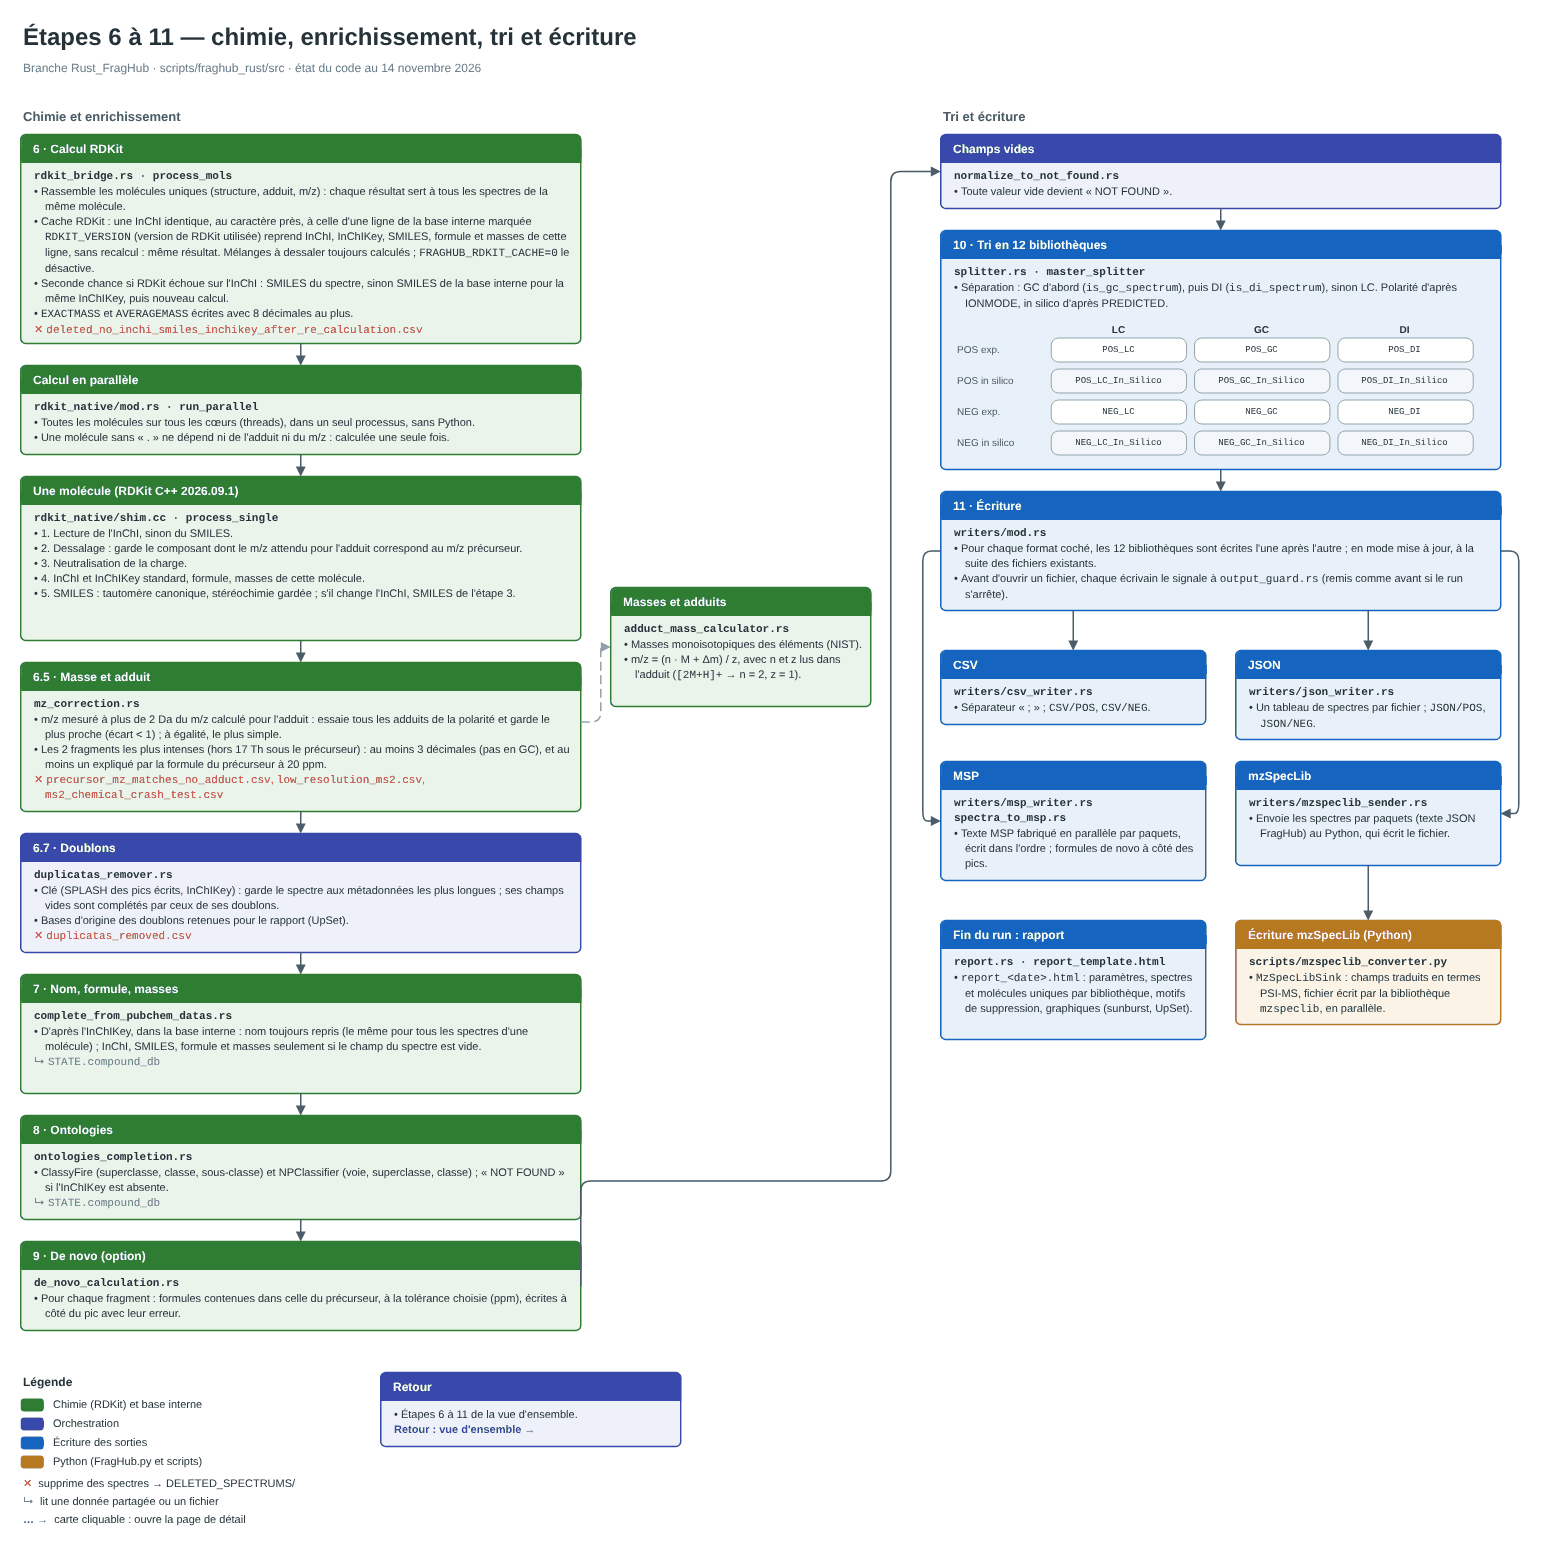 Étapes 6 à 11 — chimie, enrichissement, tri et écriture
Branche Rust_FragHub · scripts/fraghub_rust/src · état du code au 14 novembre 2026
Chimie et enrichissement
6 · Calcul RDKit
rdkit_bridge.rs · process_mols
• Rassemble les molécules uniques (structure, adduit, m/z) : chaque résultat sert à tous les spectres de la
même molécule.
• Cache RDKit : une InChI identique, au caractère près, à celle d'une ligne de la base interne marquée
RDKIT_VERSION (version de RDKit utilisée) reprend InChI, InChIKey, SMILES, formule et masses de cette
ligne, sans recalcul : même résultat. Mélanges à dessaler toujours calculés ; FRAGHUB_RDKIT_CACHE=0 le
désactive.
• Seconde chance si RDKit échoue sur l'InChI : SMILES du spectre, sinon SMILES de la base interne pour la
même InChIKey, puis nouveau calcul.
• EXACTMASS et AVERAGEMASS écrites avec 8 décimales au plus.
✕ deleted_no_inchi_smiles_inchikey_after_re_calculation.csv
Calcul en parallèle
rdkit_native/mod.rs · run_parallel
• Toutes les molécules sur tous les cœurs (threads), dans un seul processus, sans Python.
• Une molécule sans « . » ne dépend ni de l'adduit ni du m/z : calculée une seule fois.
Une molécule (RDKit C++ 2026.09.1)
rdkit_native/shim.cc · process_single
• 1. Lecture de l'InChI, sinon du SMILES.
• 2. Dessalage : garde le composant dont le m/z attendu pour l'adduit correspond au m/z précurseur.
• 3. Neutralisation de la charge.
• 4. InChI et InChIKey standard, formule, masses de cette molécule.
• 5. SMILES : tautomère canonique, stéréochimie gardée ; s'il change l'InChI, SMILES de l'étape 3.
Masses et adduits
adduct_mass_calculator.rs
• Masses monoisotopiques des éléments (NIST).
• m/z = (n · M + Δm) / z, avec n et z lus dans
l'adduit ([2M+H]+ → n = 2, z = 1).
6.5 · Masse et adduit
mz_correction.rs
• m/z mesuré à plus de 2 Da du m/z calculé pour l'adduit : essaie tous les adduits de la polarité et garde le
plus proche (écart < 1) ; à égalité, le plus simple.
• Les 2 fragments les plus intenses (hors 17 Th sous le précurseur) : au moins 3 décimales (pas en GC), et au
moins un expliqué par la formule du précurseur à 20 ppm.
✕ precursor_mz_matches_no_adduct.csv, low_resolution_ms2.csv,
ms2_chemical_crash_test.csv
6.7 · Doublons
duplicatas_remover.rs
• Clé (SPLASH des pics écrits, InChIKey) : garde le spectre aux métadonnées les plus longues ; ses champs
vides sont complétés par ceux de ses doublons.
• Bases d'origine des doublons retenues pour le rapport (UpSet).
✕ duplicatas_removed.csv
7 · Nom, formule, masses
complete_from_pubchem_datas.rs
• D'après l'InChIKey, dans la base interne : nom toujours repris (le même pour tous les spectres d'une
molécule) ; InChI, SMILES, formule et masses seulement si le champ du spectre est vide.
↳ STATE.compound_db
8 · Ontologies
ontologies_completion.rs
• ClassyFire (superclasse, classe, sous-classe) et NPClassifier (voie, superclasse, classe) ; « NOT FOUND »
si l'InChIKey est absente.
↳ STATE.compound_db
9 · De novo (option)
de_novo_calculation.rs
• Pour chaque fragment : formules contenues dans celle du précurseur, à la tolérance choisie (ppm), écrites à
côté du pic avec leur erreur.
Tri et écriture
Champs vides
normalize_to_not_found.rs
• Toute valeur vide devient « NOT FOUND ».
10 · Tri en 12 bibliothèques
splitter.rs · master_splitter
• Séparation : GC d'abord (is_gc_spectrum), puis DI (is_di_spectrum), sinon LC. Polarité d'après
IONMODE, in silico d'après PREDICTED.
LC GC DI
POS exp. POS_LC POS_GC POS_DI
POS in silico POS_LC_In_Silico POS_GC_In_Silico POS_DI_In_Silico
NEG exp. NEG_LC NEG_GC NEG_DI
NEG in silico NEG_LC_In_Silico NEG_GC_In_Silico NEG_DI_In_Silico
11 · Écriture
writers/mod.rs
• Pour chaque format coché, les 12 bibliothèques sont écrites l'une après l'autre ; en mode mise à jour, à la
suite des fichiers existants.
• Avant d'ouvrir un fichier, chaque écrivain le signale à output_guard.rs (remis comme avant si le run
s'arrête).
CSV
writers/csv_writer.rs
• Séparateur « ; » ; CSV/POS, CSV/NEG.
JSON
writers/json_writer.rs
• Un tableau de spectres par fichier ; JSON/POS,
JSON/NEG.
MSP
writers/msp_writer.rs
spectra_to_msp.rs
• Texte MSP fabriqué en parallèle par paquets,
écrit dans l'ordre ; formules de novo à côté des
pics.
mzSpecLib
writers/mzspeclib_sender.rs
• Envoie les spectres par paquets (texte JSON
FragHub) au Python, qui écrit le fichier.
Fin du run : rapport
report.rs · report_template.html
• report_<date>.html : paramètres, spectres
et molécules uniques par bibliothèque, motifs
de suppression, graphiques (sunburst, UpSet).
Écriture mzSpecLib (Python)
scripts/mzspeclib_converter.py
• MzSpecLibSink : champs traduits en termes
PSI-MS, fichier écrit par la bibliothèque
mzspeclib, en parallèle.
Légende
Chimie (RDKit) et base interne
Orchestration
Écriture des sorties
Python (FragHub.py et scripts)
✕ supprime des spectres → DELETED_SPECTRUMS/
↳ lit une donnée partagée ou un fichier
... → carte cliquable : ouvre la page de détail
Retour
• Étapes 6 à 11 de la vue d'ensemble.
Retour : vue d'ensemble →